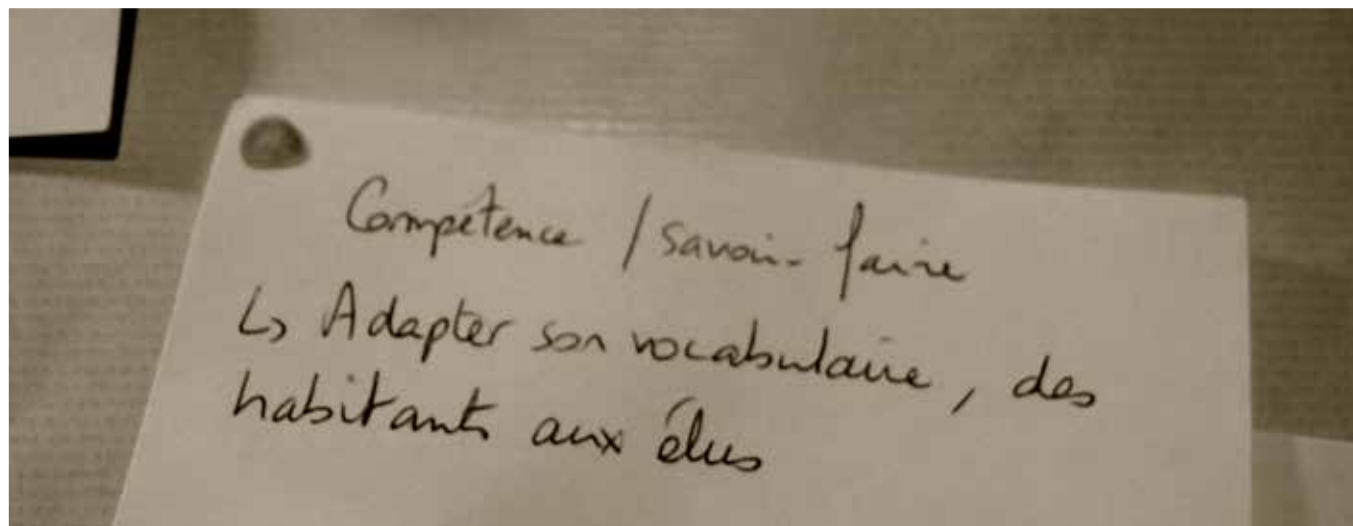 Compétence / savoir-faire
↳ Adapter son vocabulaire, des
habitants aux élus